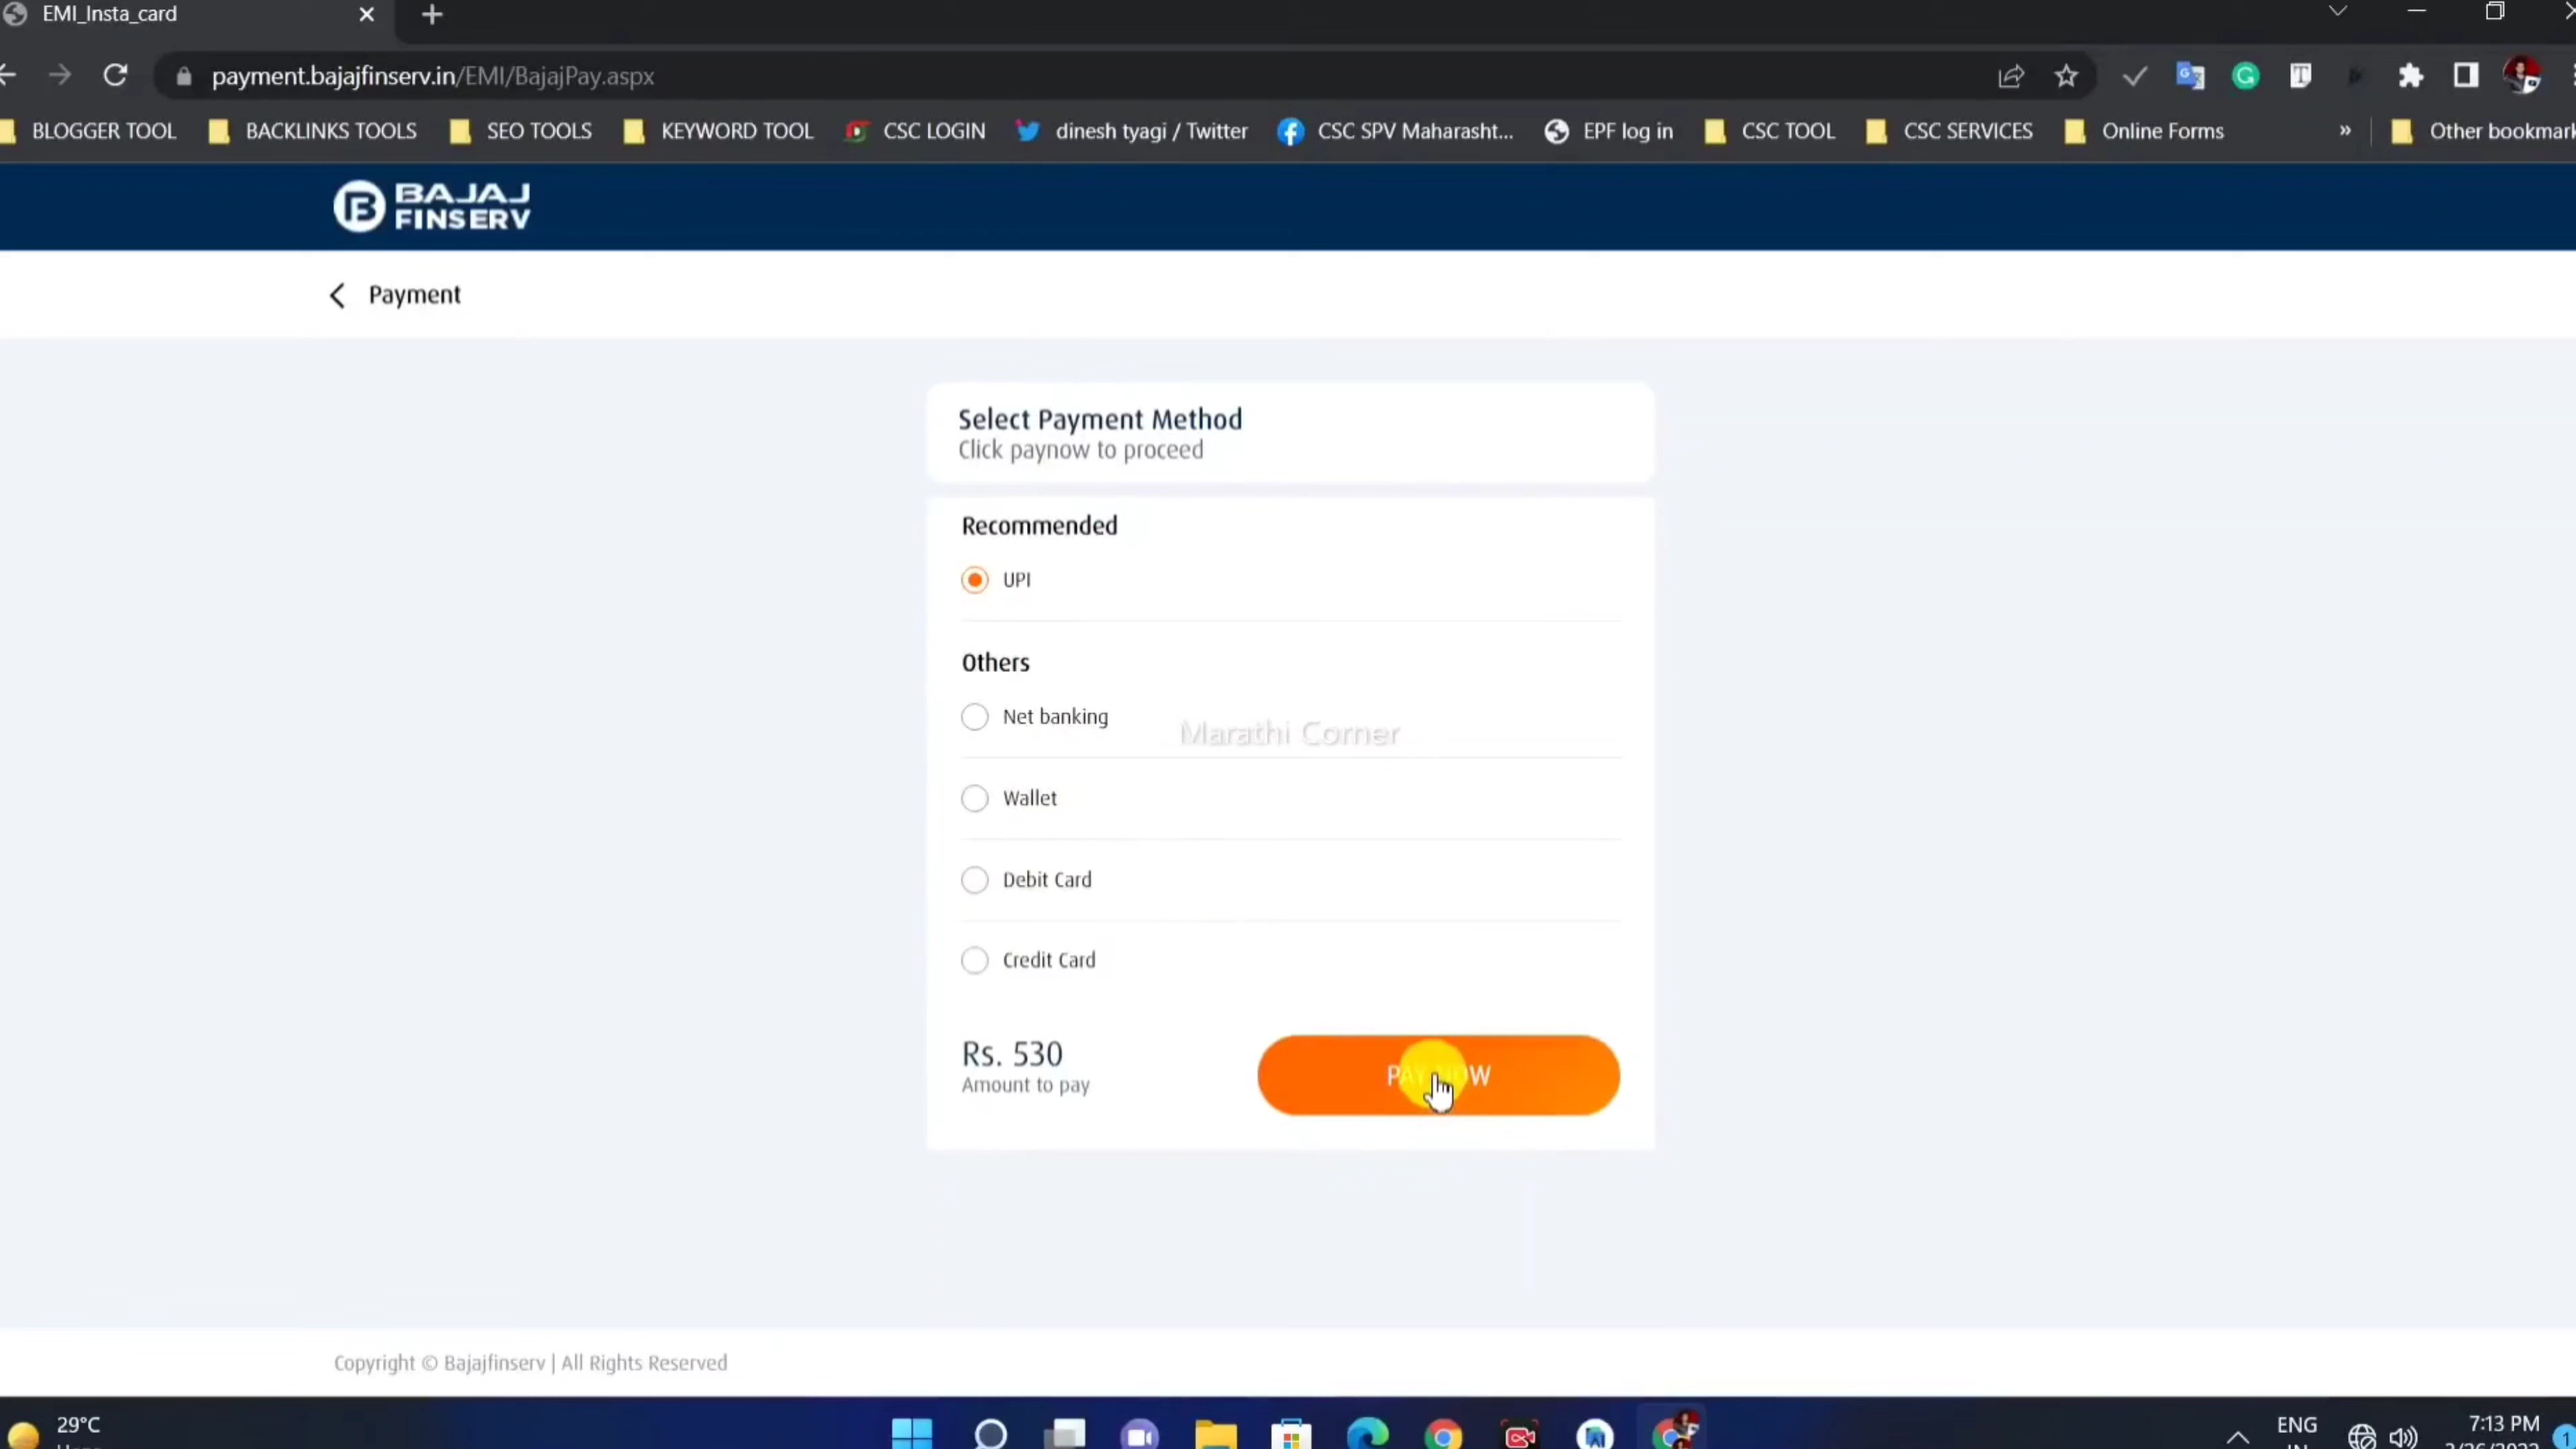 EMI_Insta_card
payment.bajajfinserv.in/EMI/BajajPay.aspx
BLOGGER TOOL BACKLINKS TOOLS SEO TOOLS KEYWORD TOOL CSC LOGIN dinesh tyagi / Twitter CSC SPV Maharasht... EPF log in CSC TOOL CSC SERVICES Online Forms » Other bookmark
BAJAJ
FINSERV
Payment
Select Payment Method
Click paynow to proceed
Recommended
UPI
Others
Net banking
Marathi Corner
Wallet
Debit Card
Credit Card
Rs. 530
Amount to pay
PAY NOW
Copyright © Bajajfinserv | All Rights Reserved
29°C
ENG
7:13 PM